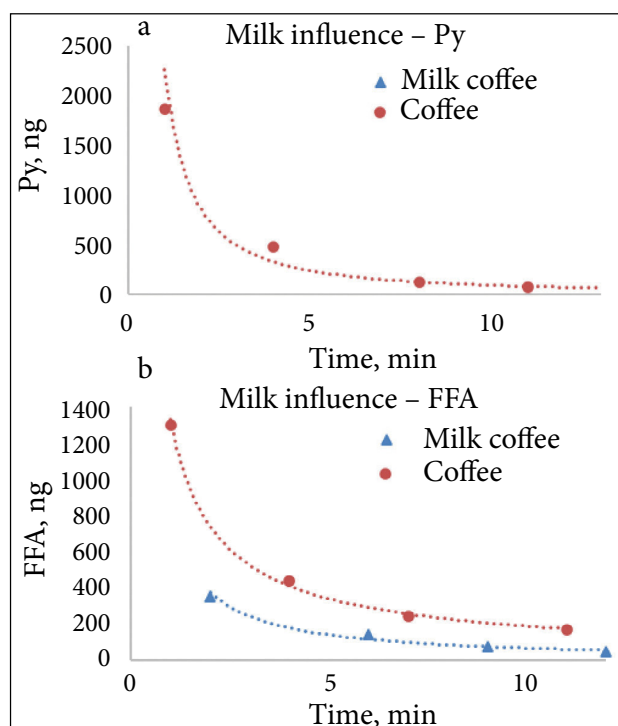 a
Milk influence – Py
Milk coffee
Coffee
Py, ng
2500
2000
1500
1000
500
0
0 5 10
Time, min
b
Milk influence – FFA
Milk coffee
Coffee
FFA, ng
1400
1200
1000
800
600
400
200
0
0 5 10
Time, min